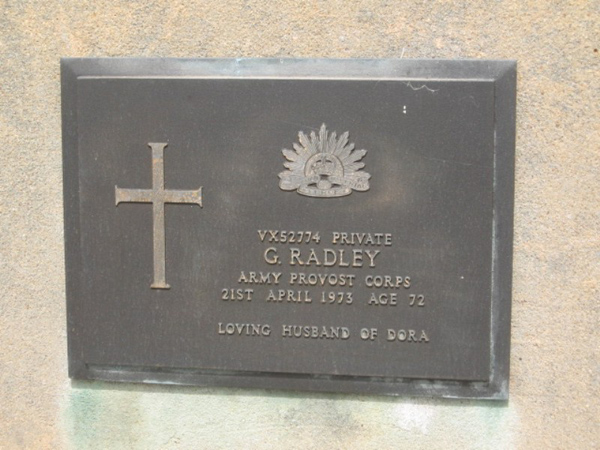 VX52774 PRIVATE
G. RADLEY
ARMY PROVOST CORPS
21ST APRIL 1973 AGE 72
LOVING HUSBAND OF DORA